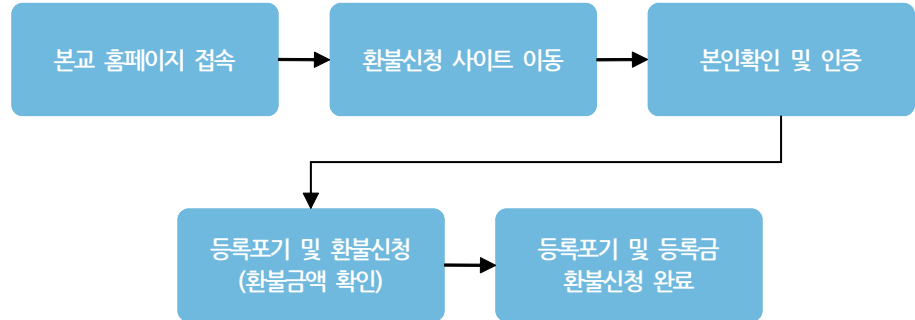 본교 홈페이지 접속
환불신청 사이트 이동
본인확인 및 인증
등록포기 및 환불신청
(환불금액 확인)
등록포기 및 등록금
환불신청 완료